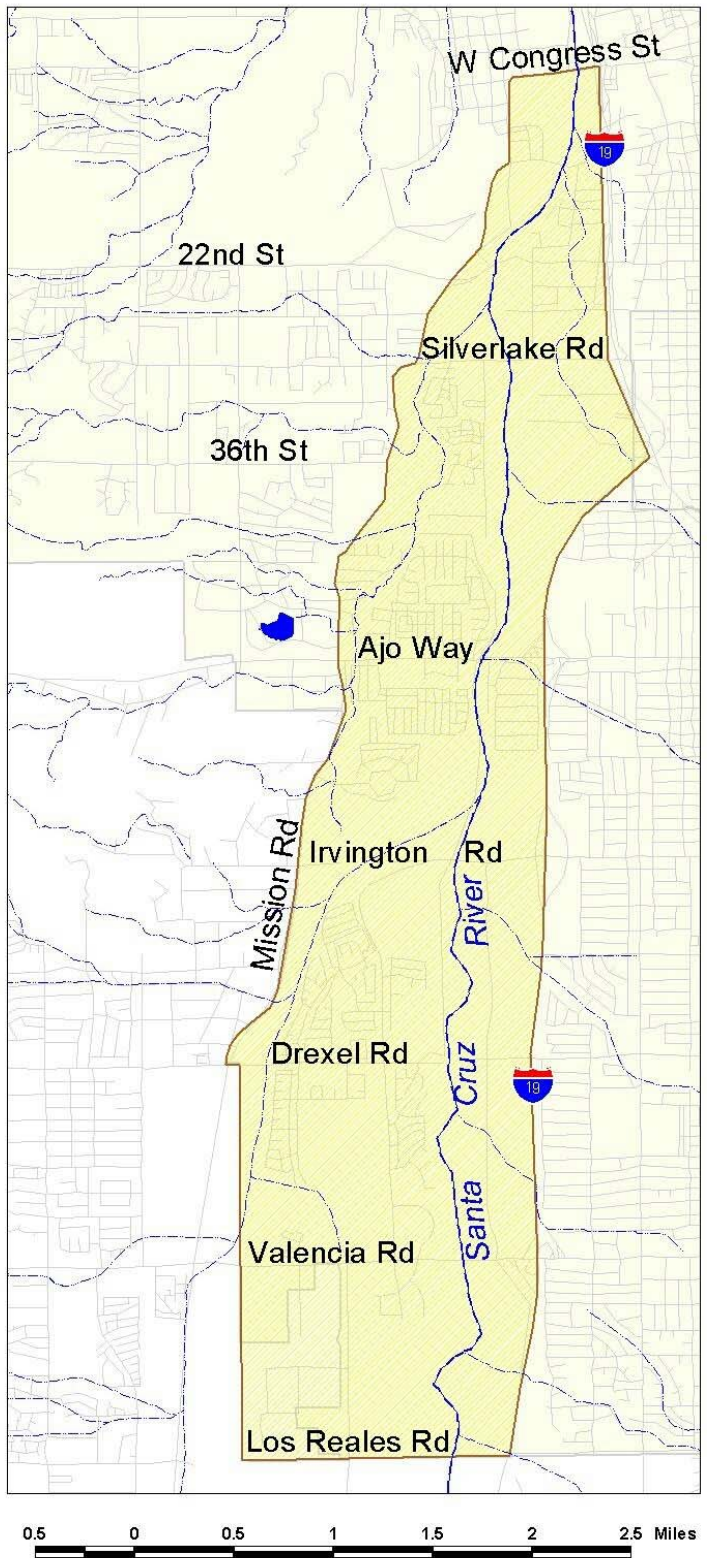 W Congress St
19
22nd St
Silverlake Rd
36th St
Ajo Way
Irvington Rd
Mission Rd
Santa Cruz River
Drexel Rd
19
Valencia Rd
Los Reales Rd
0.5 0 0.5 1 1.5 2 2.5 Miles